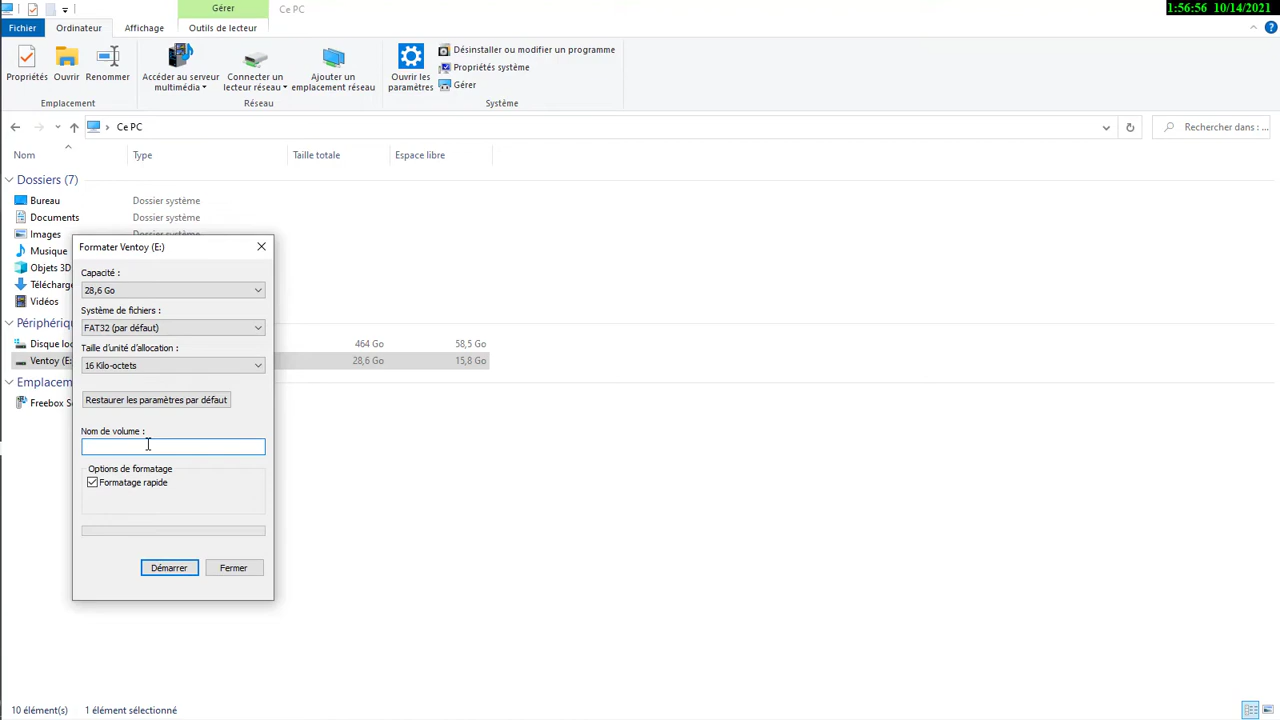 Gérer
Ce PC
1:56:56 10/14/2021
Fichier
Ordinateur
Affichage
Outils de lecteur
Propriétés
Ouvrir
Renommer
Emplacement
Accéder au serveur
multimédia
Connecter un
lecteur réseau
Ajouter un
emplacement réseau
Réseau
Ouvrir les
paramètres
Désinstaller ou modifier un programme
Propriétés système
Gérer
Système
Ce PC
Rechercher dans : ...
Nom
Type
Taille totale
Espace libre
Dossiers (7)
Bureau
Dossier système
Documents
Dossier système
Images
Dossier système
Musique
Objets 3D
Télécharge
Vidéos
Périphériq
Disque loc
464 Go
58,5 Go
Ventoy (E:
28,6 Go
15,8 Go
Emplacem
Freebox S
Formater Ventoy (E:)
Capacité :
28,6 Go
Système de fichiers :
FAT32 (par défaut)
Taille d'unité d'allocation :
16 Kilo-octets
Restaurer les paramètres par défaut
Nom de volume :
Options de formatage
Formatage rapide
Démarrer
Fermer
10 élément(s)
1 élément sélectionné